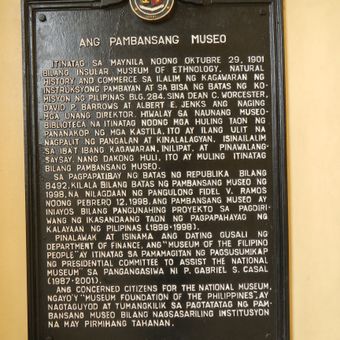 ANG PAMBANSANG MUSEO
ITINATAG SA MAYNILA NOONG OKTUBRE 29, 1901
BILANG INSULAR MUSEUM OF ETHNOLOGY, NATURAL
HISTORY AND COMMERCE SA ILALIM NG KAGAWARAN NG
INSTRUKSYONG PAMBAYAN AT SA BISA NG BATAS NG KO-
MISYON NG PILIPINAS BLG. 284. SINA DEAN C. WORCESTER,
DAVID P. BARROWS AT ALBERT E. JENKS ANG NAGING
MGA UNANG DIREKTOR. HIWALAY SA NAUNANG MUSEO-
BIBLIOTECA NA ITINATAG NOONG MGA HULING TAON NG
PANANAKOP NG MGA KASTILA, ITO AY ILANG ULIT NA
NAGPALIT NG PANGALAN AT KINALALAGYAN, ISINAILALIM
SA IBA'T IBANG KAGAWARAN, INILIPAT, AT PINAWALANG-
SAYSAY. NANG DAKONG HULI, ITO AY MULING ITINATAG
BILANG PAMBANSANG MUSEO.
SA PAGPAPATIBAY NG BATAS NG REPUBLIKA BILANG
8492, KILALA BILANG BATAS NG PAMBANSANG MUSEO NG
1998, NA NILAGDAAN NG PANGULONG FIDEL V. RAMOS
NOONG PEBRERO 12, 1998, ANG PAMBANSANG MUSEO AY
INIAYOS BILANG PANGUNAHING PROYEKTO SA PAGDIRI-
WANG NG IKASANDAANG TAON NG PAGPAPAHAYAG NG
KALAYAAN NG PILIPINAS (1898-1998).
PINALAWAK AT ISINAMA ANG DATING GUSALI NG
DEPARTMENT OF FINANCE, ANG "MUSEUM OF THE FILIPINO
PEOPLE" AY ITINATAG SA PAMAMAGITAN NG PAGSUSUMIKAP
NG PRESIDENTIAL COMMITTEE TO ASSIST THE NATIONAL
MUSEUM SA PANGANGASIWA NI P. GABRIEL S. CASAL
(1987-2001).
ANG CONCERNED CITIZENS FOR THE NATIONAL MUSEUM,
NGAYO'Y "MUSEUM FOUNDATION OF THE PHILIPPINES", AY
NAGTAGUYOD AT TUMANGKILIK SA PAGTATATAG NG PAM-
BANSANG MUSEO BILANG NAGSASARILING INSTITUSYON
NA MAY PIRMIHANG TAHANAN.